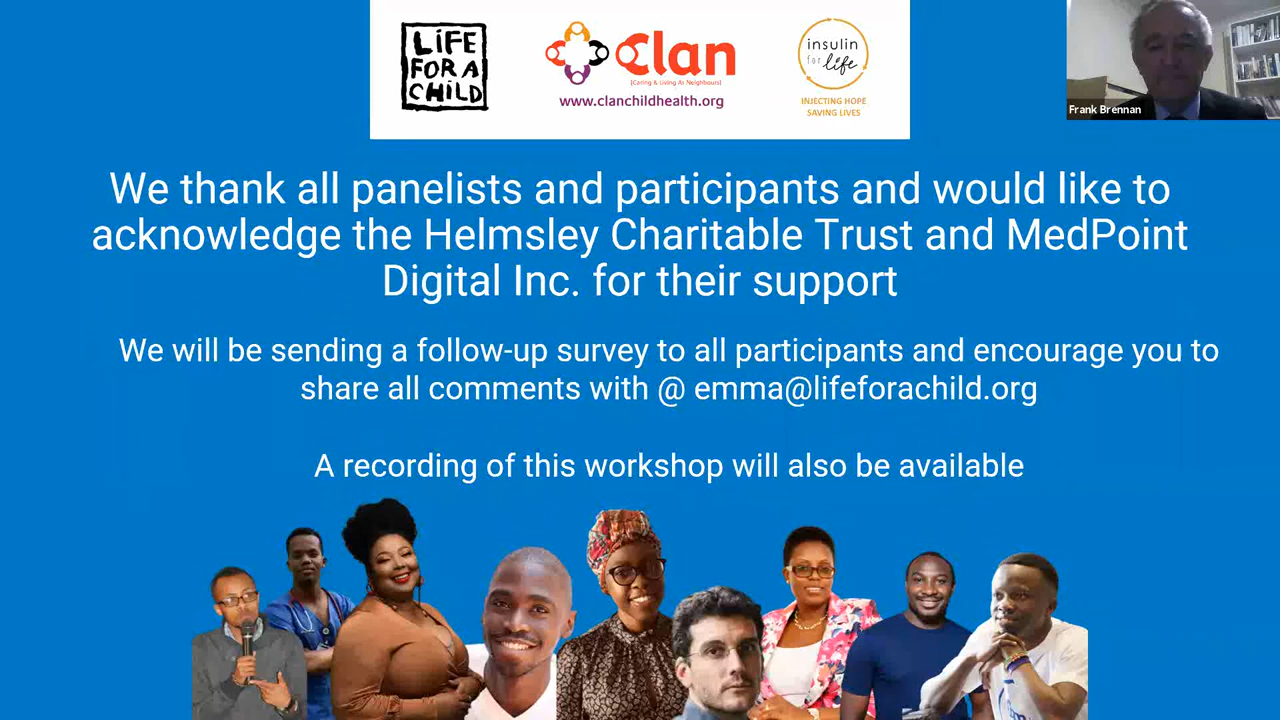 LiFE
FOR A
CHiLD
Clan
[Caring & Living As Neighbours]
www.clanchildhealth.org
insulin
for life
INJECTING HOPE
SAVING LIVES
Frank Brennan
We thank all panelists and participants and would like to
acknowledge the Helmsley Charitable Trust and MedPoint
Digital Inc. for their support
We will be sending a follow-up survey to all participants and encourage you to
share all comments with @ emma@lifeforachild.org
A recording of this workshop will also be available